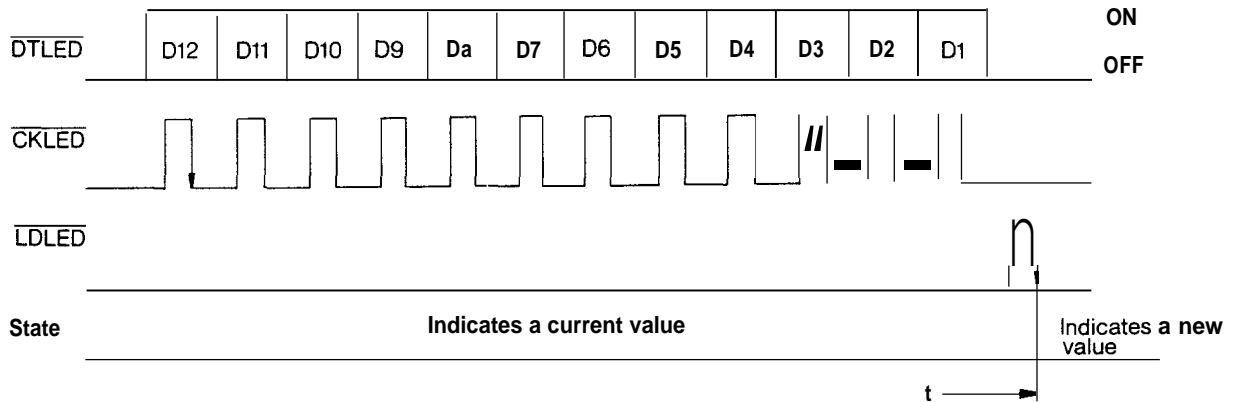 ON
DTLED D12 D11 D10 D9 Da D7 D6 D5 D4 D3 D2 D1
OFF
CKLED
LDLED
State Indicates a current value Indicates a new
value
t